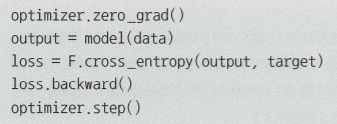 optimizer.zero_grad()
output = model(data)
loss = F.cross_entropy(output, target)
loss.backward()
optimizer.step()